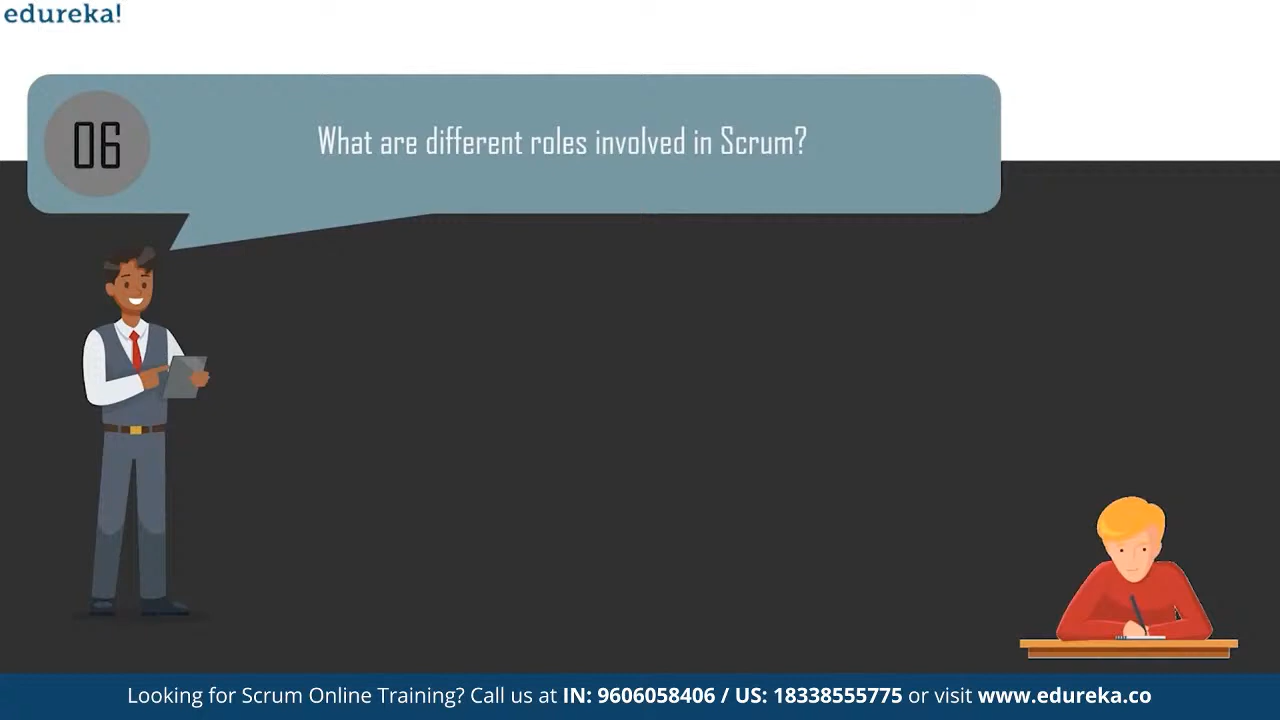 edureka!
06
What are different roles involved in Scrum?
Looking for Scrum Online Training? Call us at IN: 9606058406 / US: 18338555775 or visit www.edureka.co